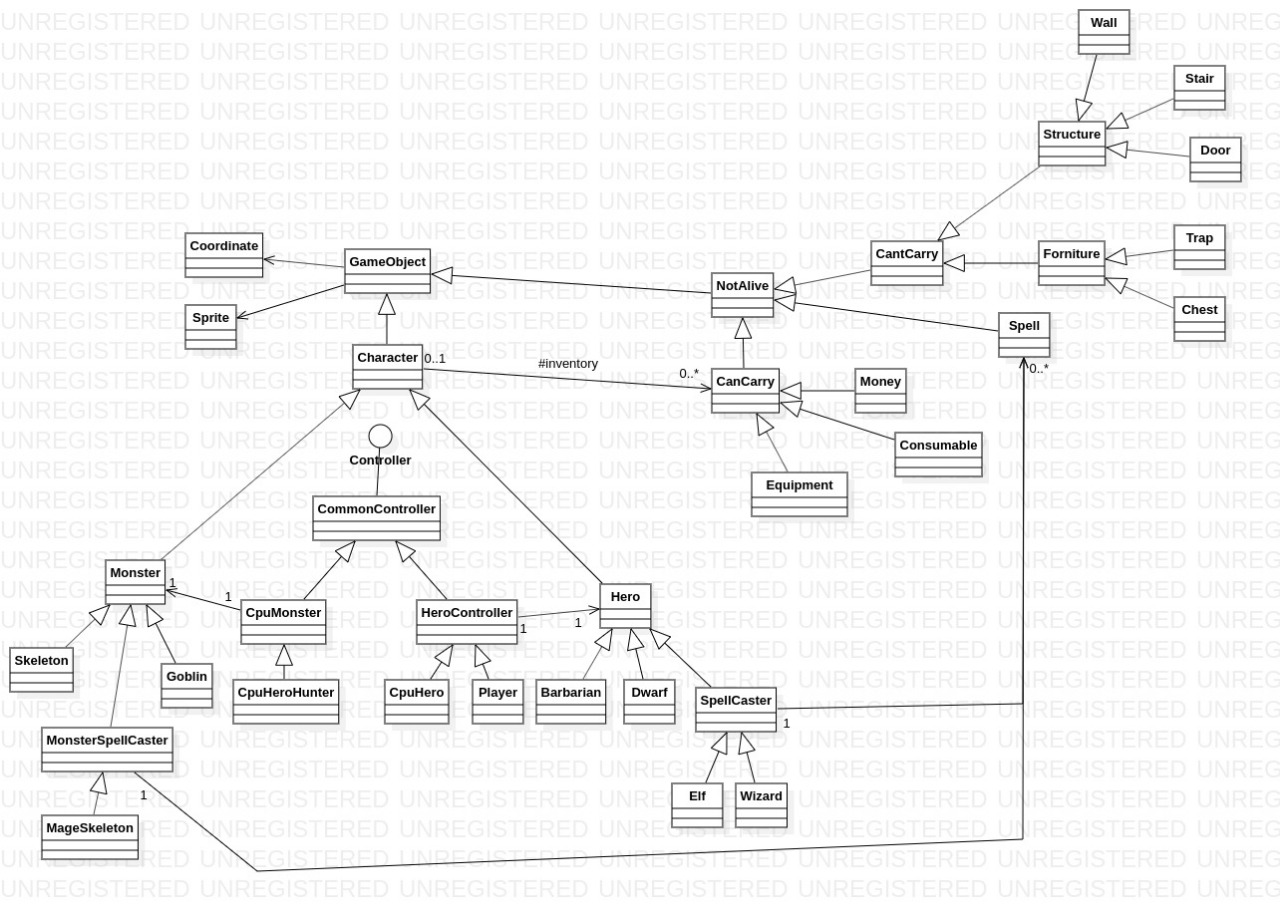 UNREGISTERED
Wall
Stair
Structure
Door
Coordinate
GameObject
CantCarry
Forniture
Trap
NotAlive
Sprite
Spell
Chest
Character
0..1
#inventory
0..*
0..*
CanCarry
Money
Consumable
Controller
Equipment
CommonController
Monster
1
1
CpuMonster
HeroController
1
1
Hero
Skeleton
Goblin
CpuHeroHunter
CpuHero
Player
Barbarian
Dwarf
SpellCaster
1
MonsterSpellCaster
1
Elf
Wizard
MageSkeleton